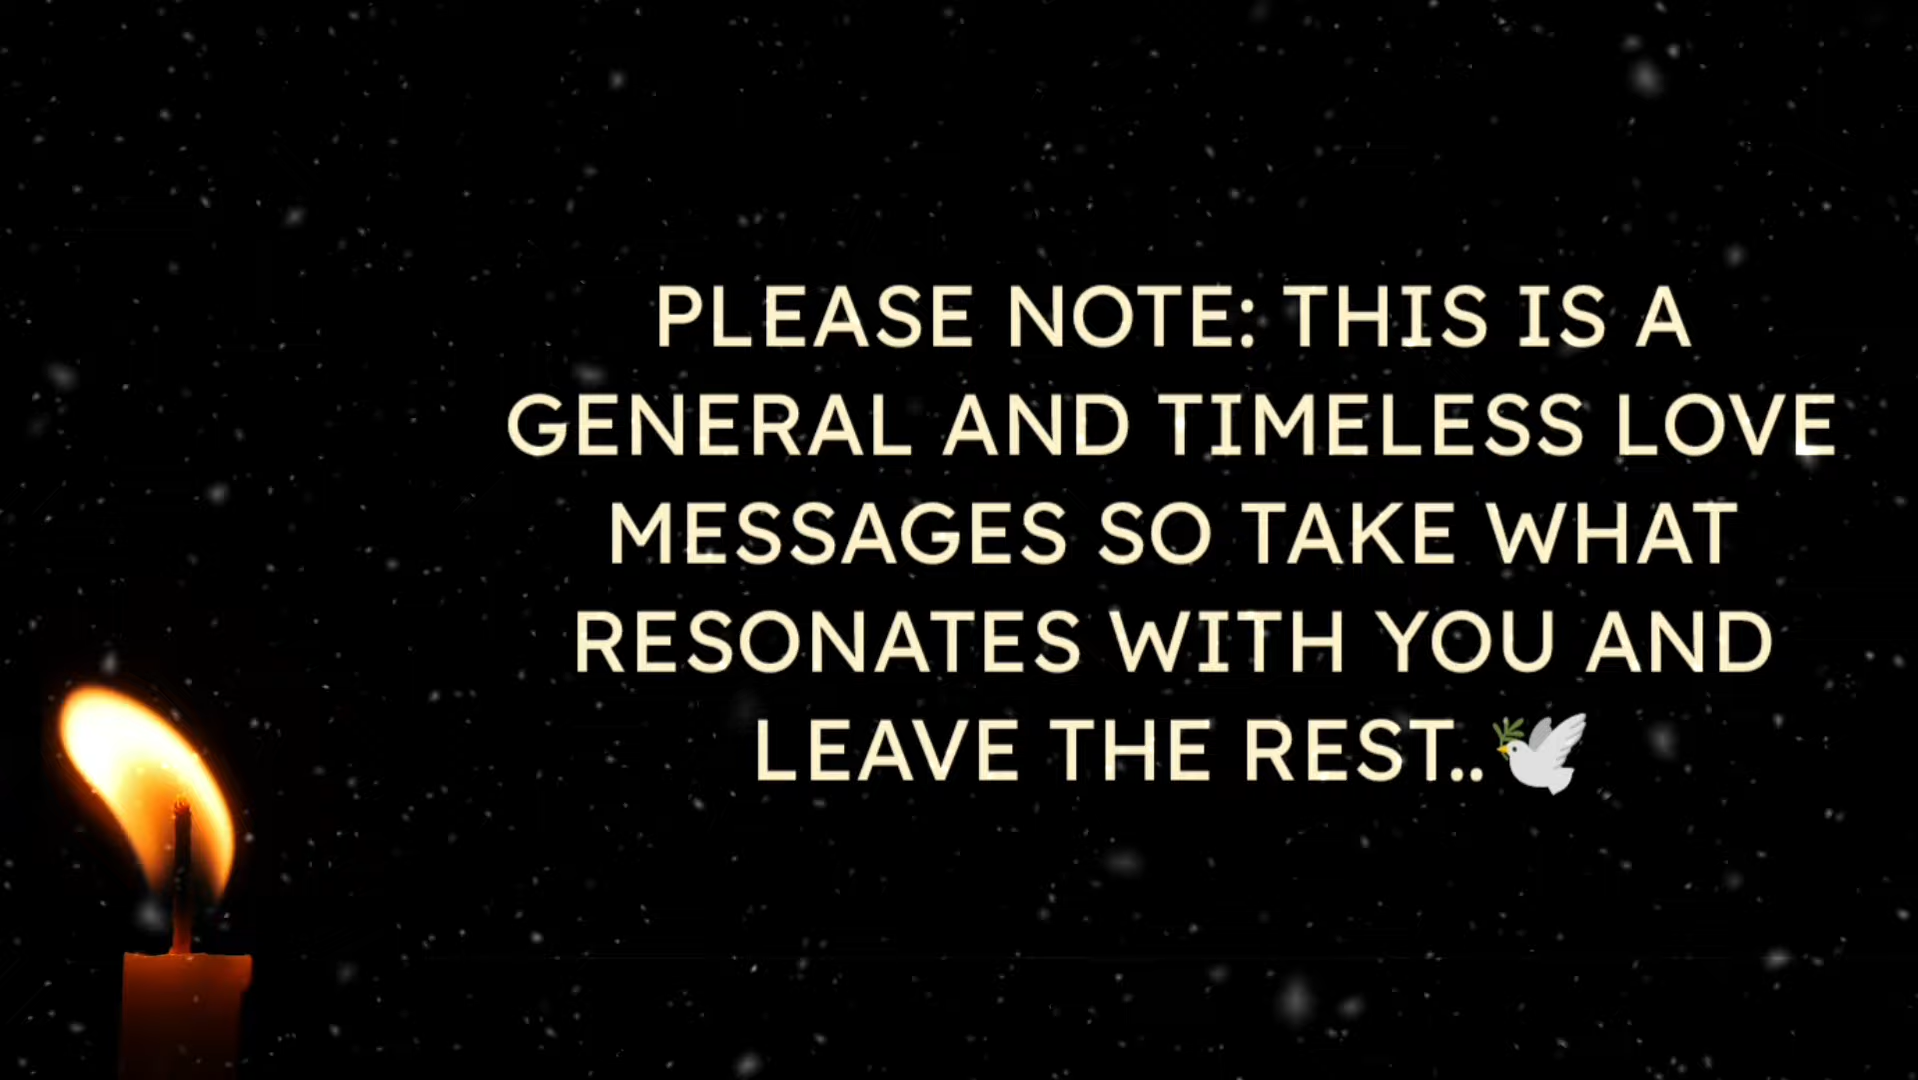 PLEASE NOTE: THIS IS A
GENERAL AND TIMELESS LOVE
MESSAGES SO TAKE WHAT
RESONATES WITH YOU AND
LEAVE THE REST..🕊️